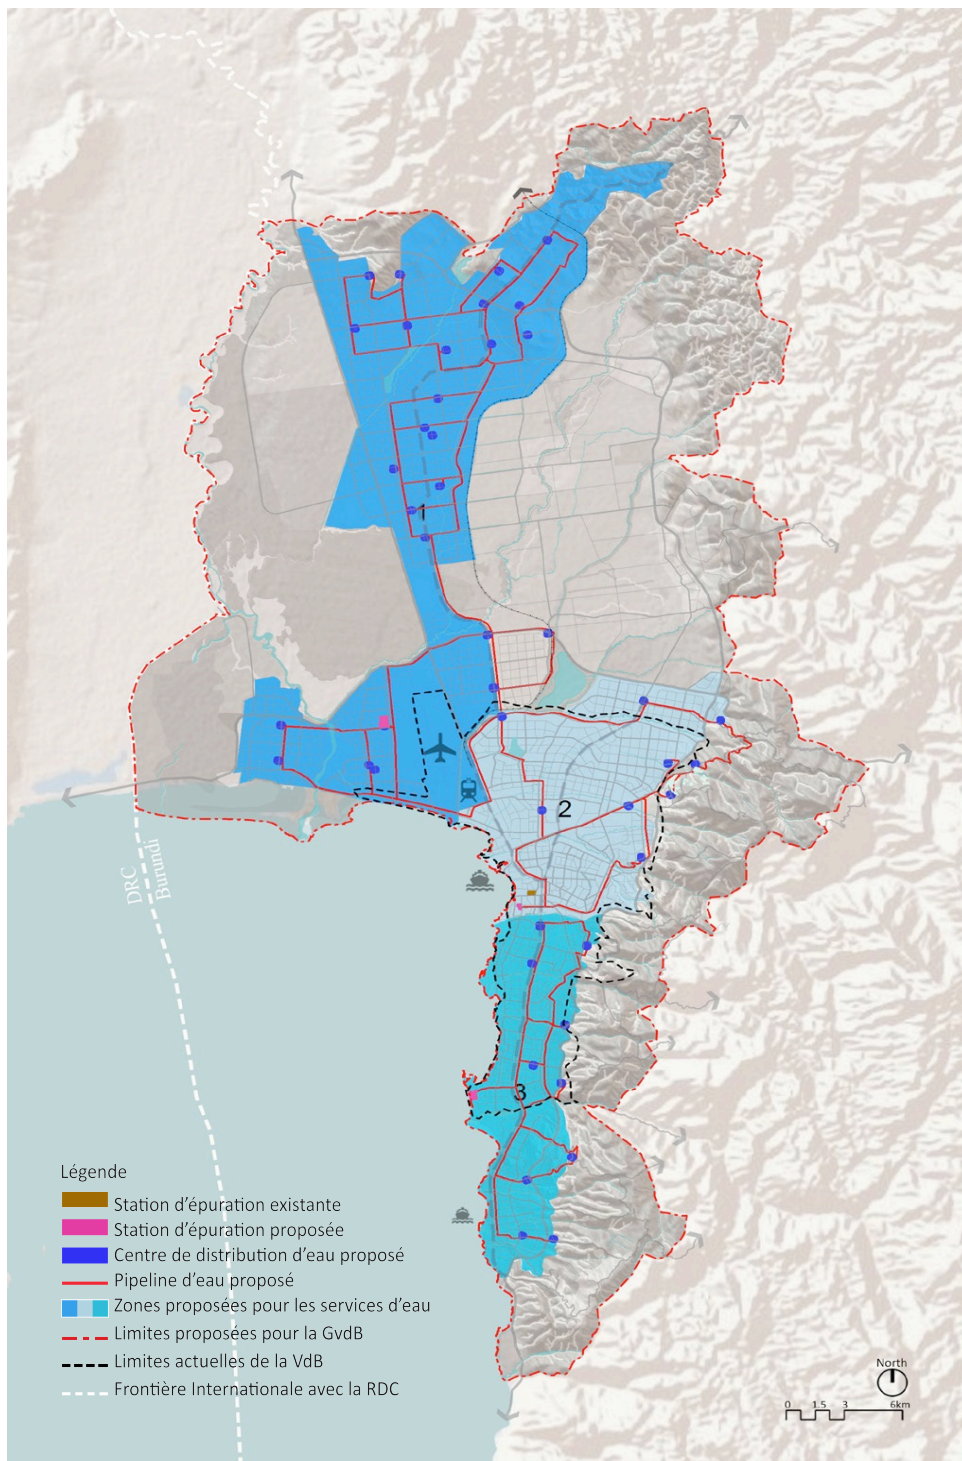 1
2
DRC
Burundi
3
Légende
Station d'épuration existante
Station d'épuration proposée
Centre de distribution d'eau proposé
Pipeline d'eau proposé
Zones proposées pour les services d'eau
Limites proposées pour la GvdB
Limites actuelles de la VdB
Frontière Internationale avec la RDC
North
0 1.5 3 6km